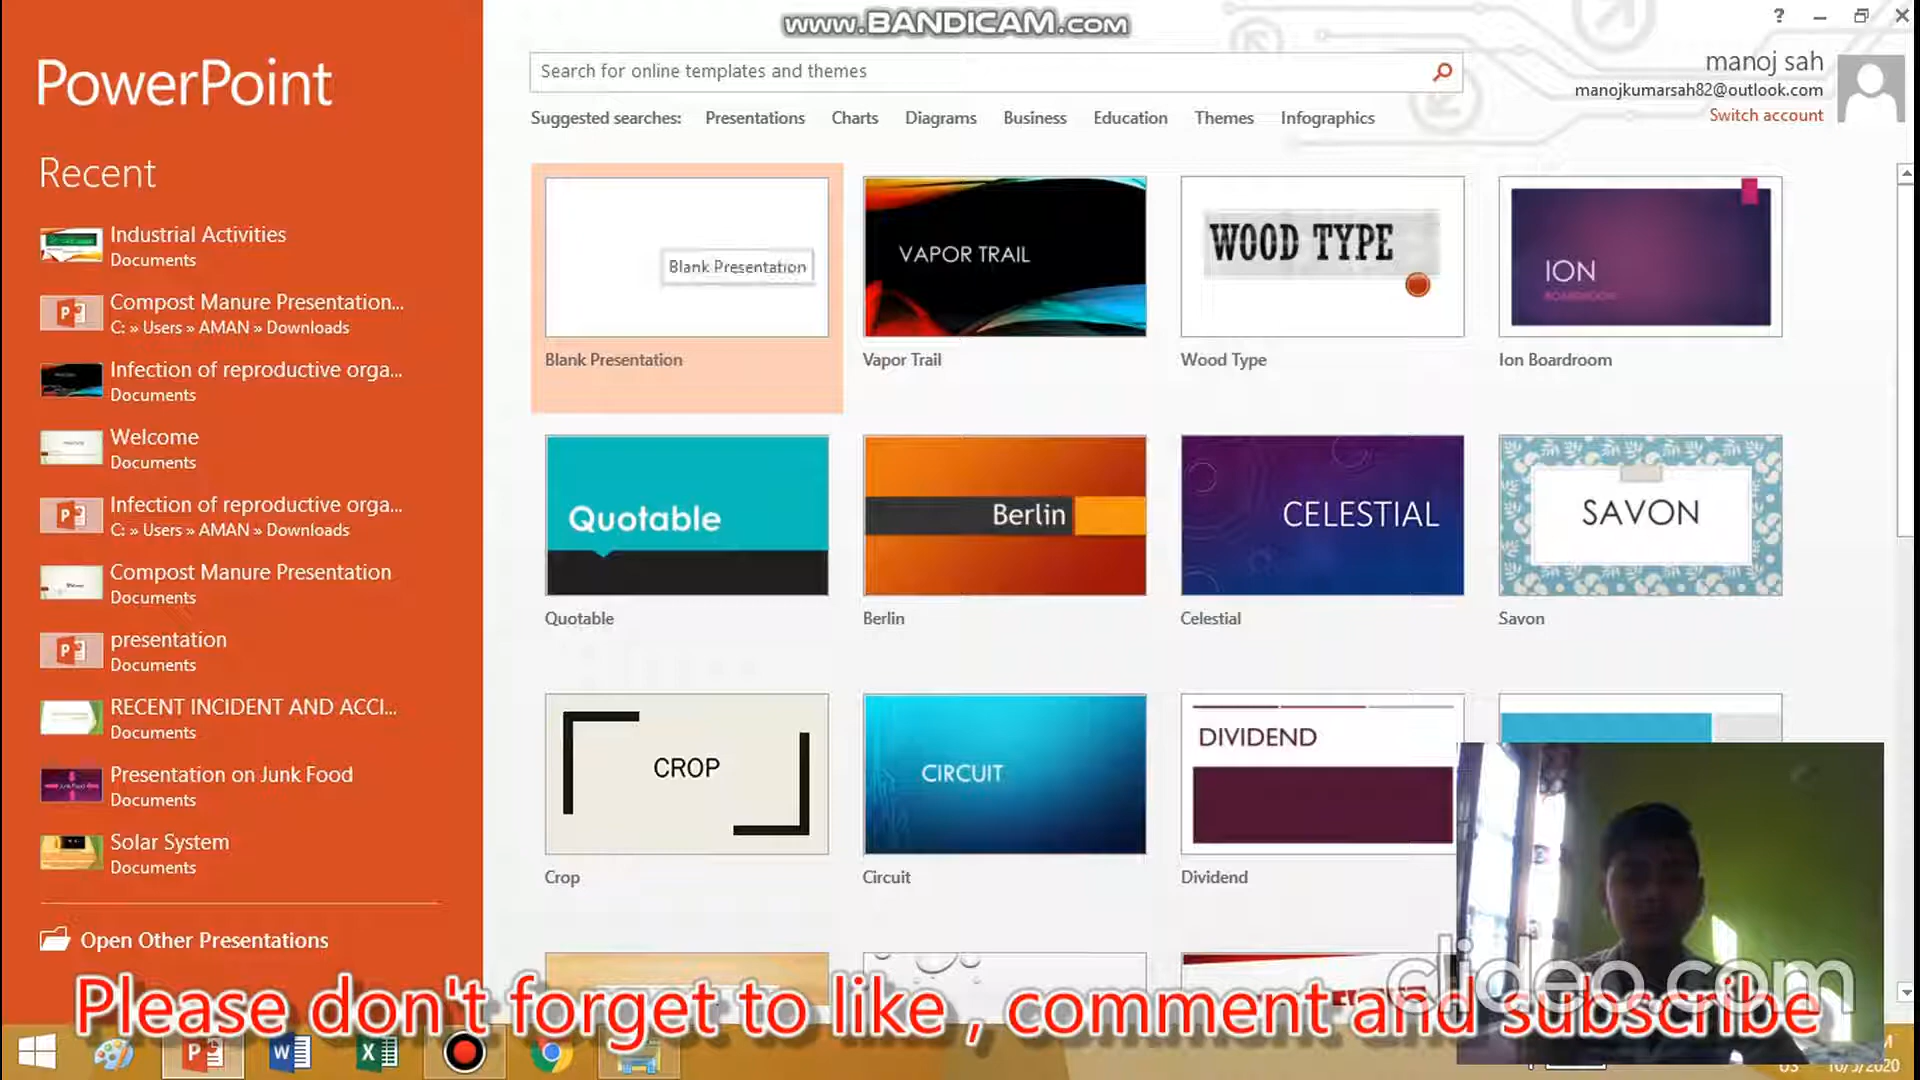 www.BANDICAM.com
PowerPoint
Search for online templates and themes
manoj sah
manojkumarsah82@outlook.com
Switch account
Suggested searches: Presentations Charts Diagrams Business Education Themes Infographics
Recent
Industrial Activities
Documents
Compost Manure Presentation...
C: » Users » AMAN » Downloads
Infection of reproductive orga...
Documents
Welcome
Documents
Infection of reproductive orga...
C: » Users » AMAN » Downloads
Compost Manure Presentation
Documents
presentation
Documents
RECENT INCIDENT AND ACCI...
Documents
Presentation on Junk Food
Documents
Solar System
Documents
Open Other Presentations
Blank Presentation
VAPOR TRAIL
WOOD TYPE
ION
BOARDROOM
Blank Presentation
Vapor Trail
Wood Type
Ion Boardroom
Quotable
Berlin
CELESTIAL
SAVON
Quotable
Berlin
Celestial
Savon
CROP
CIRCUIT
DIVIDEND
Crop
Circuit
Dividend
clideo.com
Please don't forget to like , comment and subscribe
10/5/2020